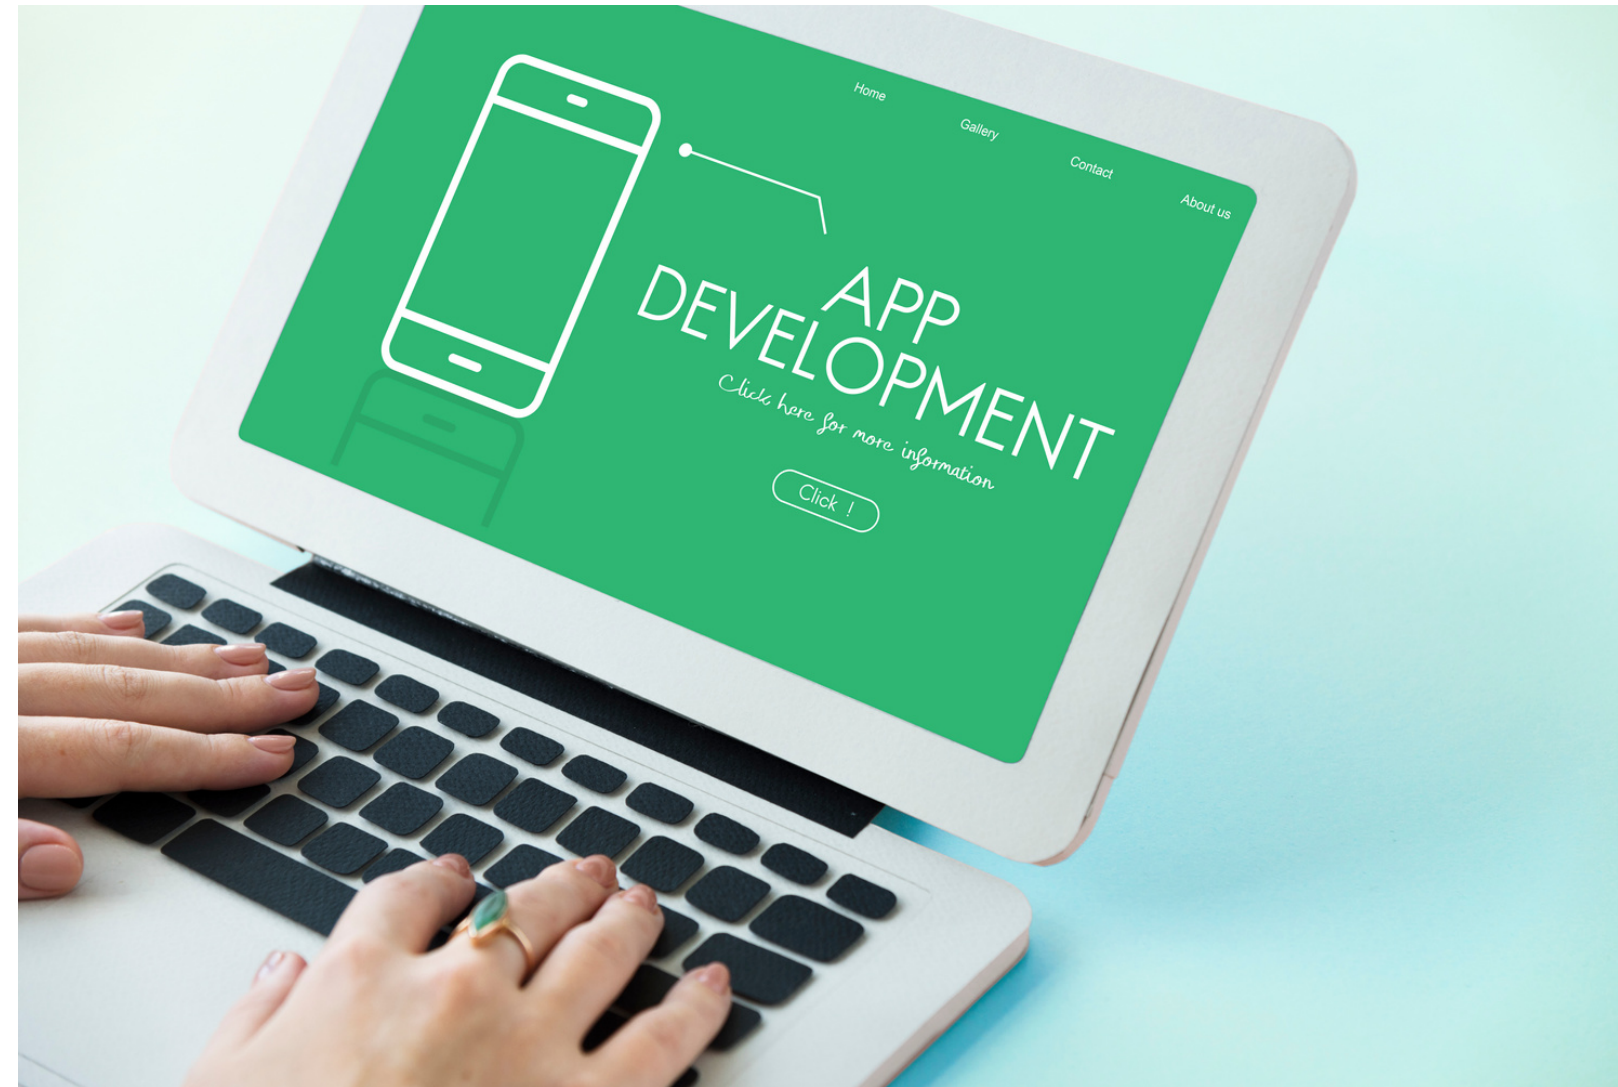 Home
Gallery
Contact
About us
APP
DEVELOPMENT
Click here for more information
Click !